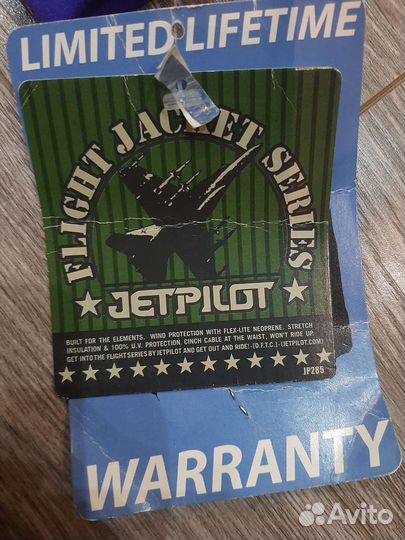 LIMITED LIFETIME
FLIGHT JACKET SERIES
JETPILOT
BUILT FOR THE ELEMENTS. WIND PROTECTION WITH FLEX-LITE NEOPRENE. STRETCH
INSULATION & 100% U.V. PROTECTION. CINCH CABLE AT THE WAIST, WON'T RIDE UP.
GET INTO THE FLIGHT SERIES BY JETPILOT AND GET OUT AND RIDE! -(D.F.T.C.)- (JETPILOT.COM)
JP285
WARRANTY
Avito